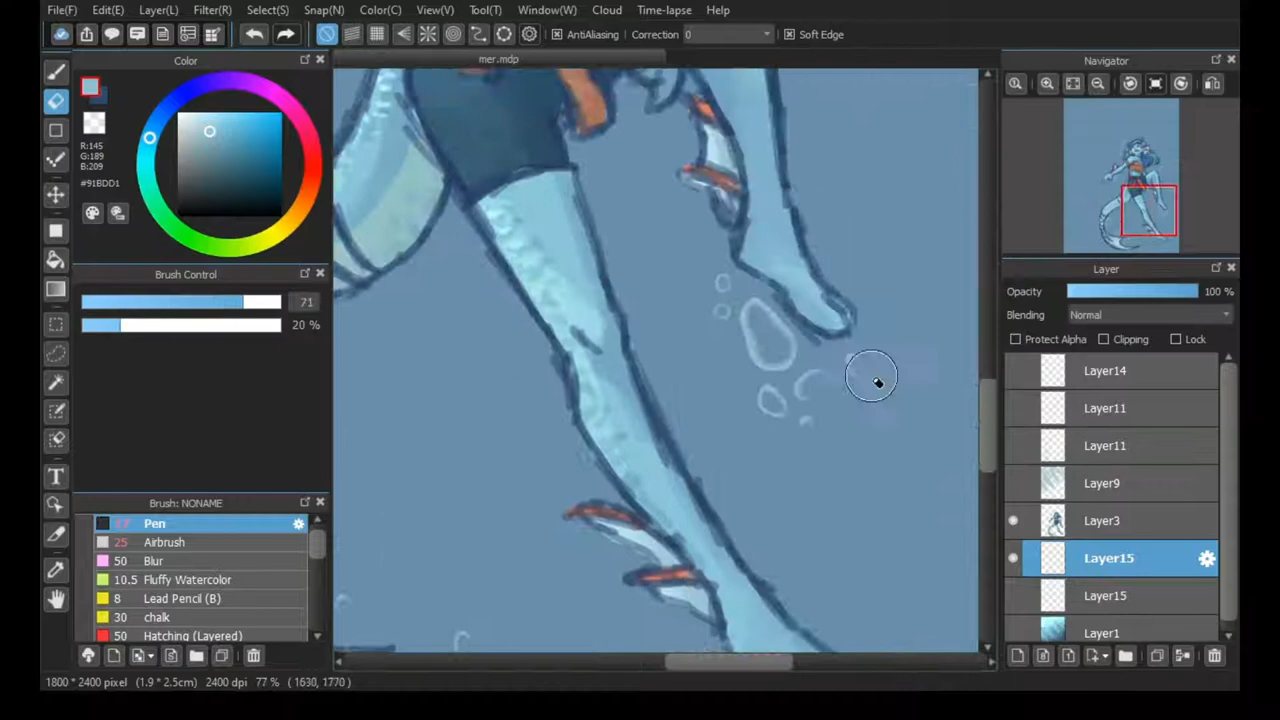 File(F) Edit(E) Layer(L) Filter(R) Select(S) Snap(N) Color(C) View(V) Tool(T) Window(W) Cloud Time-lapse Help
AntiAliasing Correction 0 Soft Edge
Color
mer.mdp
Navigator
R:145
G:189
B:209
#91BDD1
Brush Control
71
20 %
Layer
Opacity 100 %
Blending Normal
Protect Alpha Clipping Lock
Layer14
Layer11
Layer11
Layer9
Layer3
Layer15
Layer15
Layer1
Brush: NONAME
17 Pen
25 Airbrush
50 Blur
10.5 Fluffy Watercolor
8 Lead Pencil (B)
30 chalk
50 Hatching (Layered)
1800 * 2400 pixel (1.9 * 2.5cm) 2400 dpi 77 % ( 1630, 1770 )